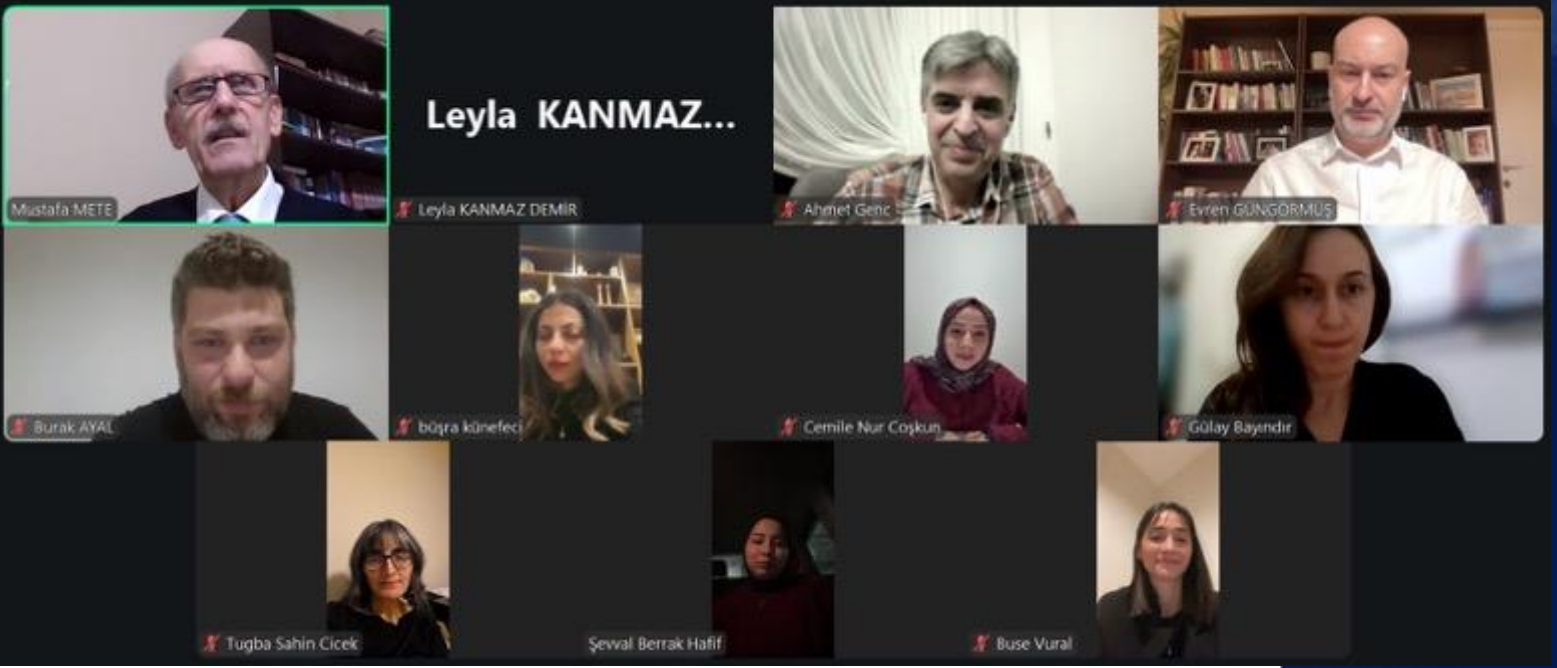 Leyla KANMAZ...
Mustafa METE
Leyla KANMAZ DEMİR
Ahmet Genc
Evren GÜNGÖRMÜŞ
Burak AYAL
büşra künefeci
Cemile Nur Coşkun
Gülay Bayındır
Tugba Sahin Cicek
Şevval Berrak Hafif
Buse Vural